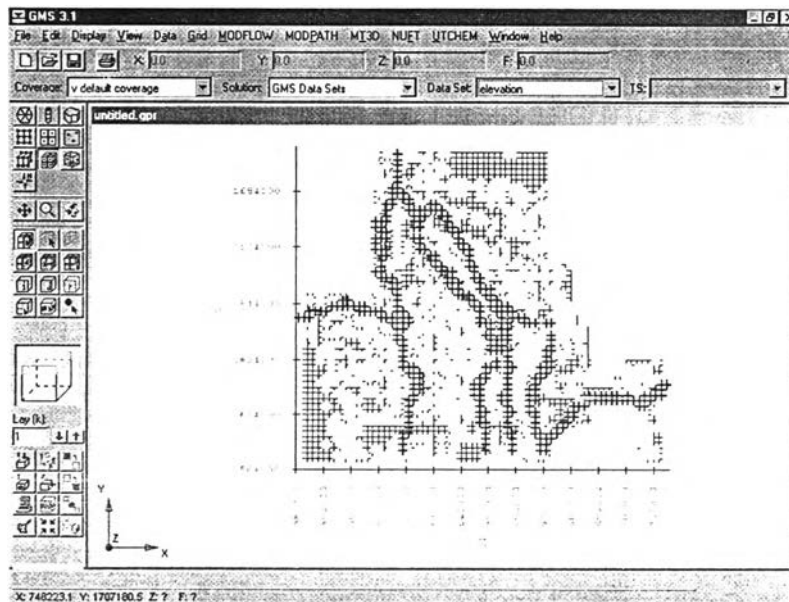 GMS 3.1
File Edit Display View Data Grid MODFLOW MODPATH MT3D NUFT UTCHEM Window Help
X: 0.0 Y: 0.0 Z: 0.0 F: 0.0
Coverage: v default coverage Solution: GMS Data Sets Data Set: elevation TS:
untitled.gpr
Lay (k):
1
Y
Z
X
X: 748223.1 Y: 1707180.5 Z: ? F: ?